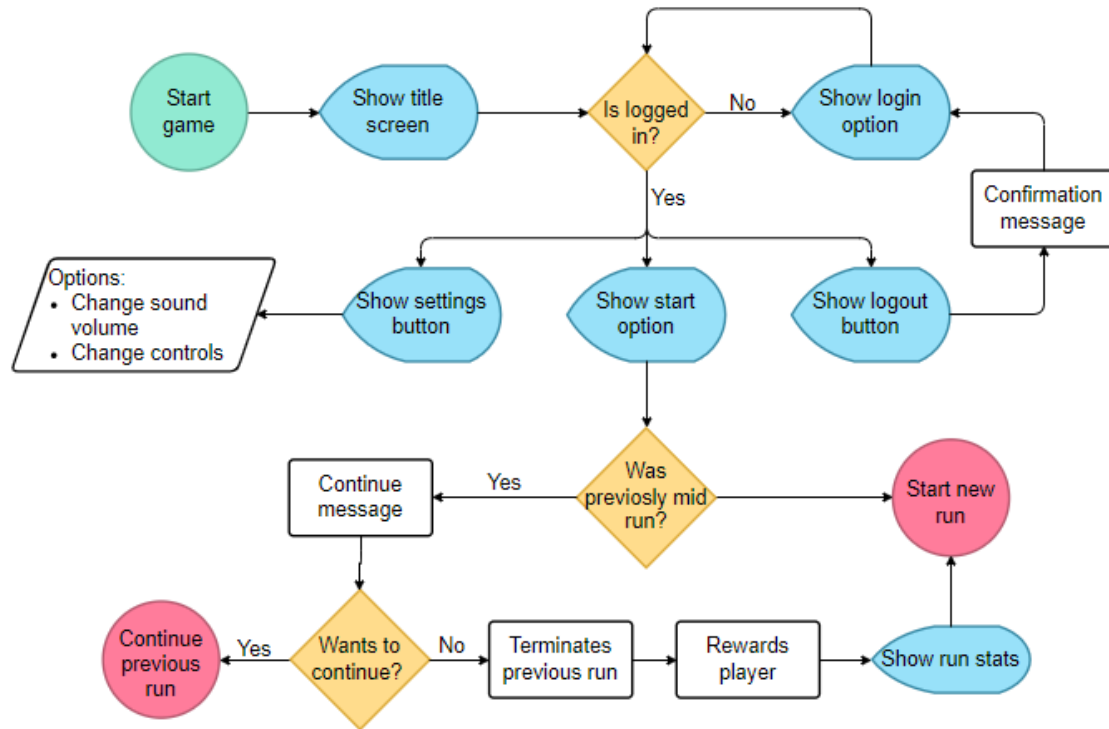 Start
game
Show title
screen
Is logged
in?
No
Show login
option
Yes
Confirmation
message
Options:
• Change sound
volume
• Change controls
Show settings
button
Show start
option
Show logout
button
Was
previosly mid
run?
Yes
Continue
message
Start new
run
Wants to
continue?
Yes
Continue
previous
run
No
Terminates
previous run
Rewards
player
Show run stats